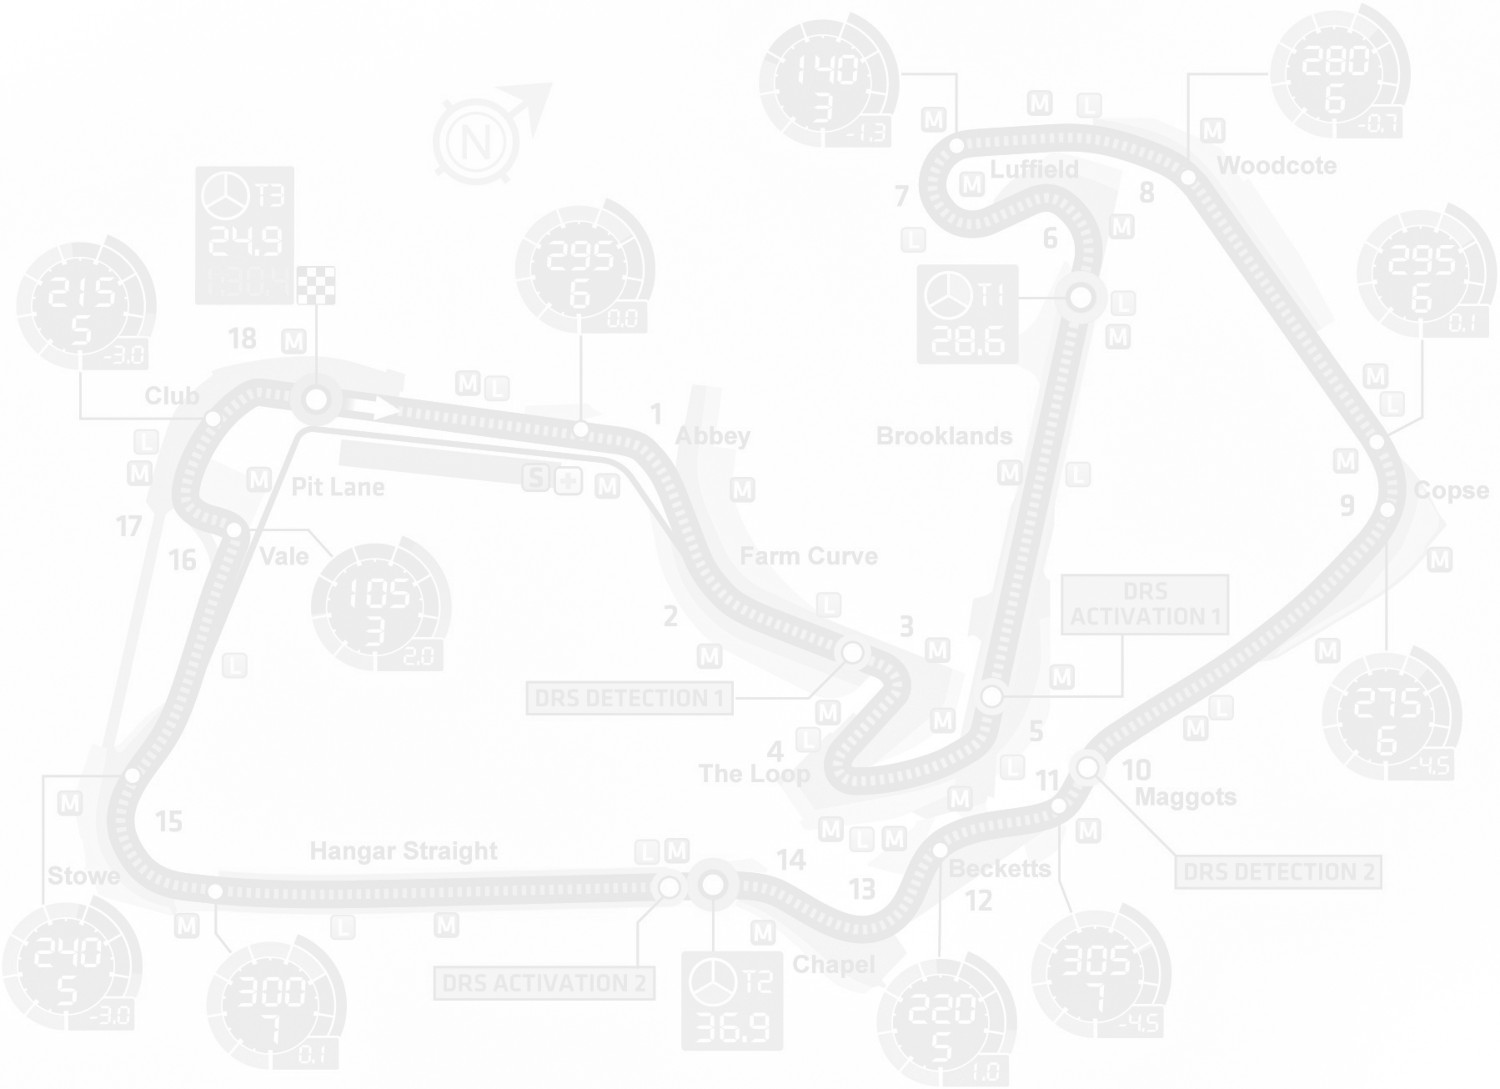 140
3
-1.3
280
6
-0.7
N
M
M
L
M
Luffield
Woodcote
7
M
8
T3
24.9
L
6
M
295
6
0.0
295
6
0.1
215
5
-3.0
T1
28.6
L
M
18
M
M
L
M
L
Club
1
Abbey
Brooklands
L
M
M
Pit Lane
S
M
M
M
L
M
9
Copse
17
16
Vale
Farm Curve
M
105
3
2.0
L
2
3
DRS
ACTIVATION 1
L
M
M
M
M
275
6
-4.5
DRS DETECTION 1
M
L
M
M
L
4
The Loop
5
L
11
10
Maggots
M
15
M
M
L
M
M
Hangar Straight
L
M
14
13
Becketts
12
DRS DETECTION 2
Stowe
M
L
M
M
Chapel
240
5
-3.0
300
7
0.1
DRS ACTIVATION 2
T2
36.9
220
5
1.0
305
7
-4.5